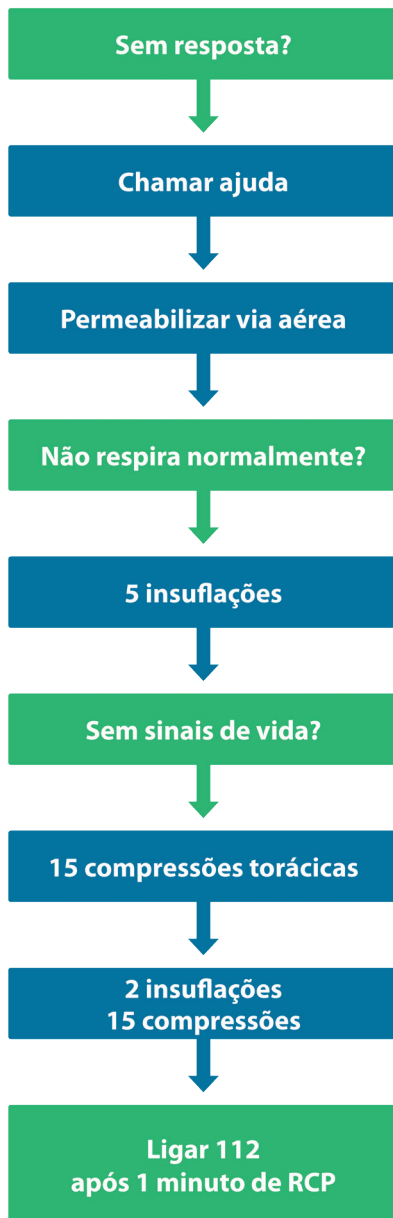 Sem resposta?
Chamar ajuda
Permeabilizar via aérea
Não respira normalmente?
5 insuflações
Sem sinais de vida?
15 compressões torácicas
2 insuflações
15 compressões
Ligar 112
após 1 minuto de RCP